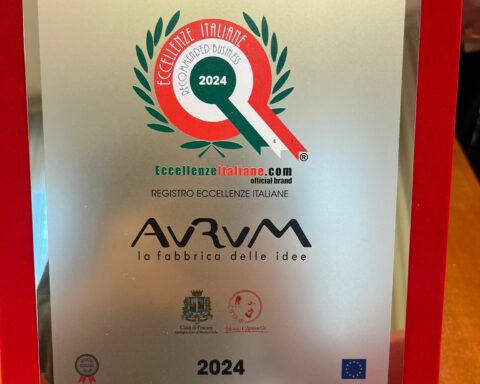 ECCELLENZE ITALIANE
RECOMMENDED BUSINESS
2024
®
EccellenzeItaliane.com
official brand
REGISTRO ECCELLENZE ITALIANE
AURUM
la fabbrica delle idee
Città di Pescara
2024